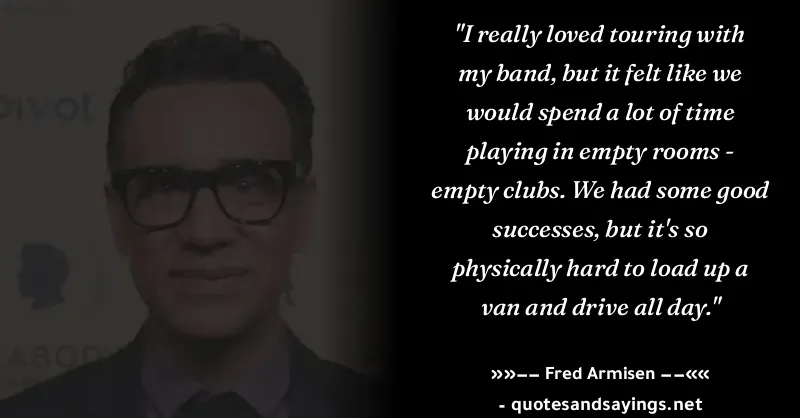 "I really loved touring with
my band, but it felt like we
would spend a lot of time
playing in empty rooms -
empty clubs. We had some good
successes, but it's so
physically hard to load up a
van and drive all day."
»»−− Fred Armisen −−««
- quotesandsayings.net
pivot